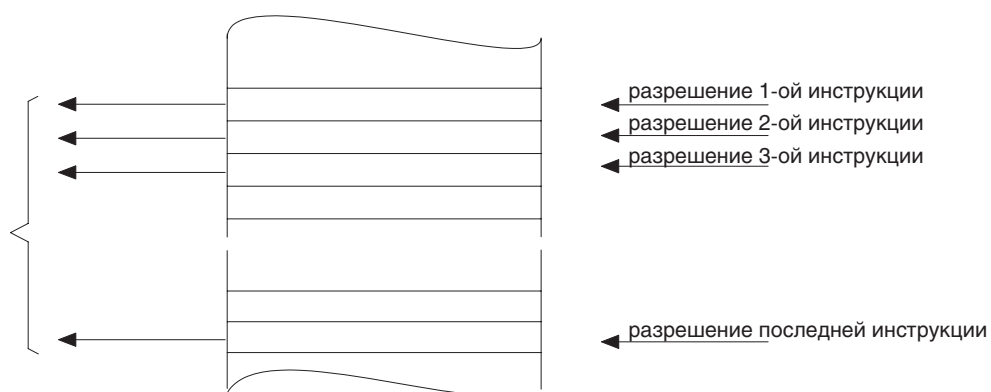 разрешение 1-ой инструкции
разрешение 2-ой инструкции
разрешение 3-ой инструкции
разрешение последней инструкции